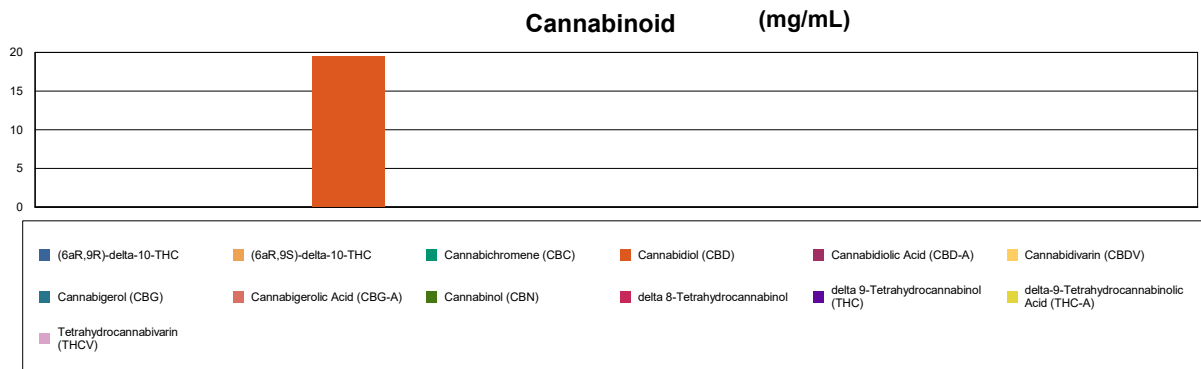 Cannabinoid (mg/mL)
20
15
10
5
0
(6aR,9R)-delta-10-THC
(6aR,9S)-delta-10-THC
Cannabichromene (CBC)
Cannabidiol (CBD)
Cannabidiolic Acid (CBD-A)
Cannabidivarin (CBDV)
Cannabigerol (CBG)
Cannabigerolic Acid (CBG-A)
Cannabinol (CBN)
delta 8-Tetrahydrocannabinol
delta 9-Tetrahydrocannabinol
(THC)
delta-9-Tetrahydrocannabinolic
Acid (THC-A)
Tetrahydrocannabivarin
(THCV)